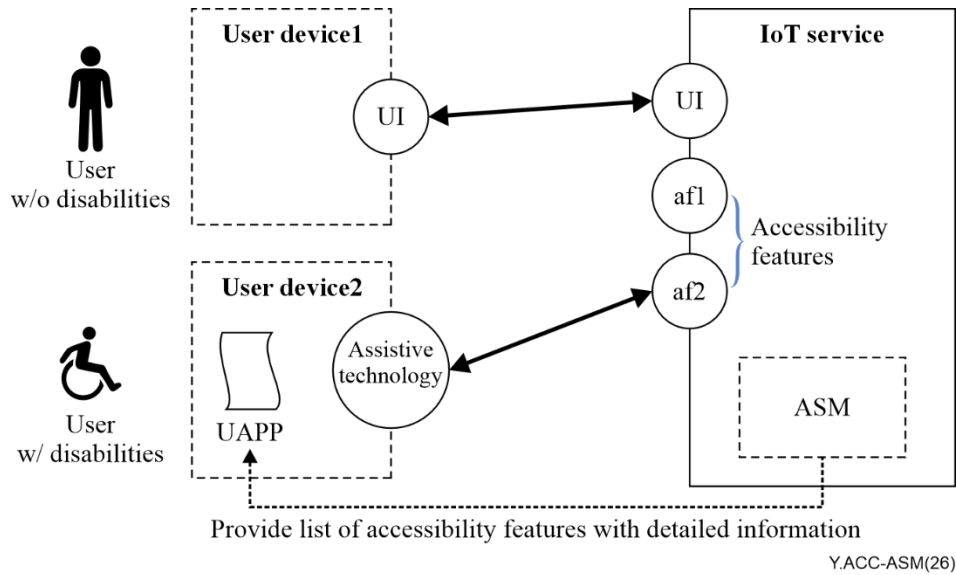 User device1
IoT service
UI
UI
User
w/o disabilities
af1
Accessibility
features
af2
User device2
Assistive
technology
UAPP
ASM
User
w/ disabilities
Provide list of accessibility features with detailed information
Y.ACC-ASM(26)